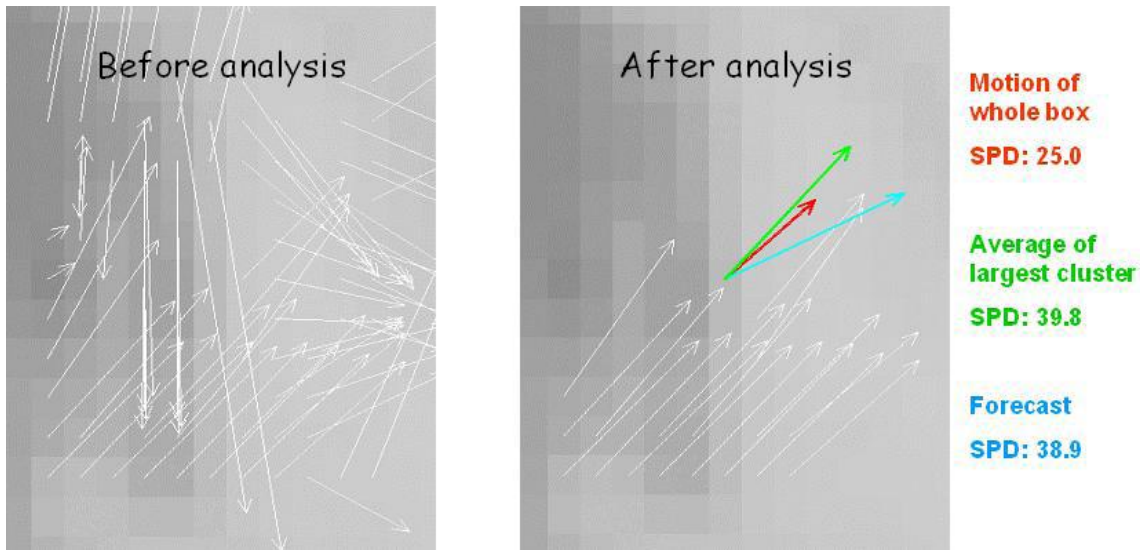 Before analysis
After analysis
Motion of
whole box
SPD: 25.0
Average of
largest cluster
SPD: 39.8
Forecast
SPD: 38.9